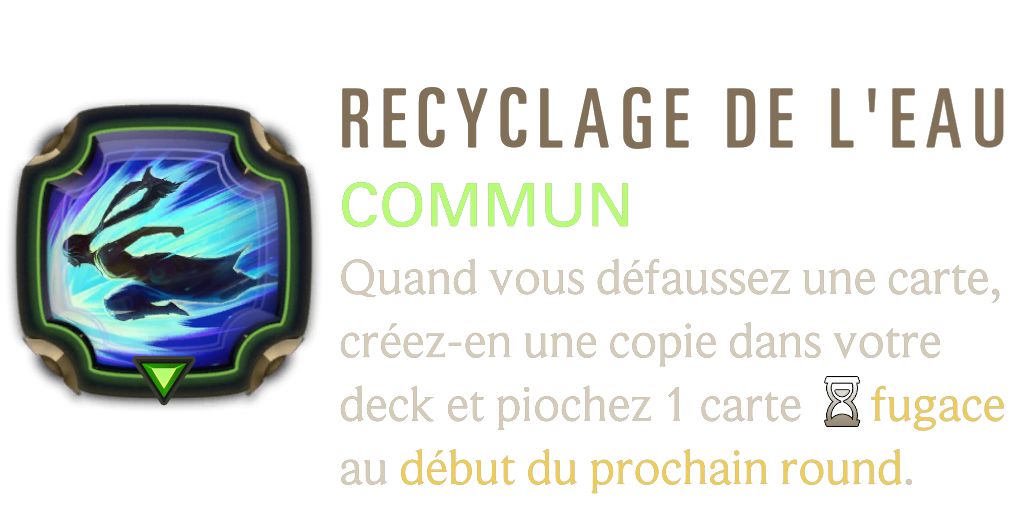 RECYCLAGE DE L'EAU
COMMUN
Quand vous défaussez une carte,
créez-en une copie dans votre
deck et piochez 1 carte fugace
au début du prochain round.